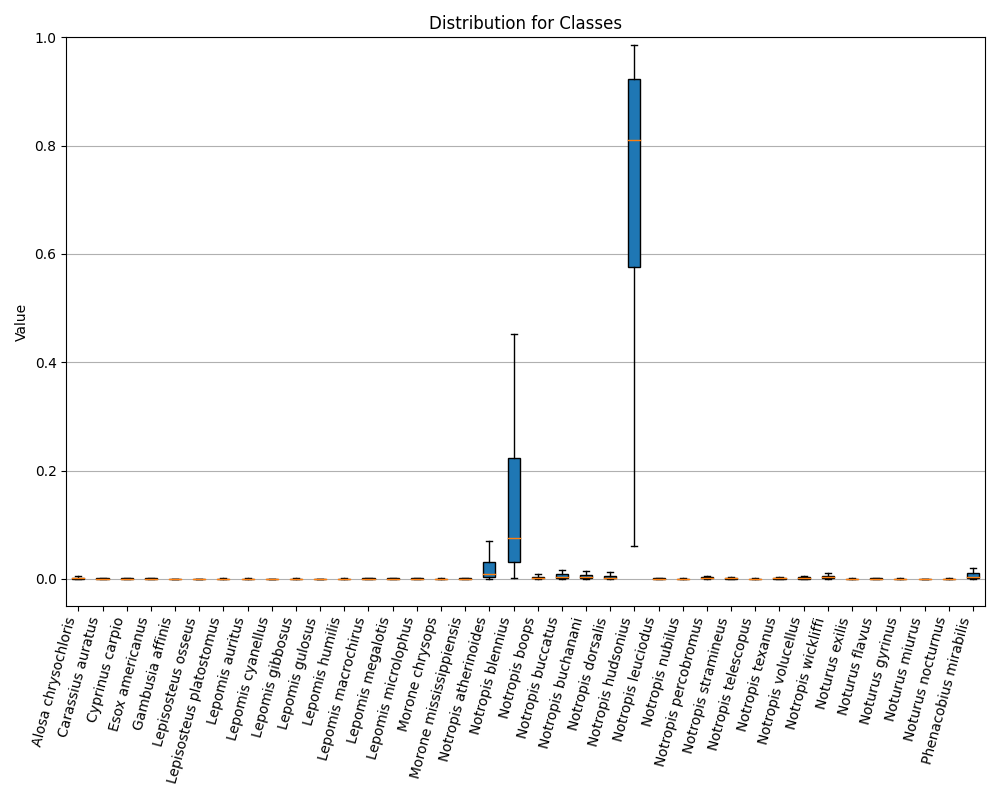 Distribution for Classes
Value
1.0
0.8
0.6
0.4
0.2
0.0
Alosa chrysochloris
Carassius auratus
Cyprinus carpio
Esox americanus
Gambusia affinis
Lepisosteus osseus
Lepisosteus platostomus
Lepomis auritus
Lepomis cyanellus
Lepomis gibbosus
Lepomis gulosus
Lepomis humilis
Lepomis macrochirus
Lepomis megalotis
Lepomis microlophus
Morone chrysops
Morone mississippiensis
Notropis atherinoides
Notropis blennius
Notropis boops
Notropis buccatus
Notropis buchanani
Notropis dorsalis
Notropis hudsonius
Notropis leuciodus
Notropis nubilus
Notropis percobromus
Notropis stramineus
Notropis telescopus
Notropis texanus
Notropis volucellus
Notropis wickliffi
Noturus exilis
Noturus flavus
Noturus gyrinus
Noturus miurus
Noturus nocturnus
Phenacobius mirabilis